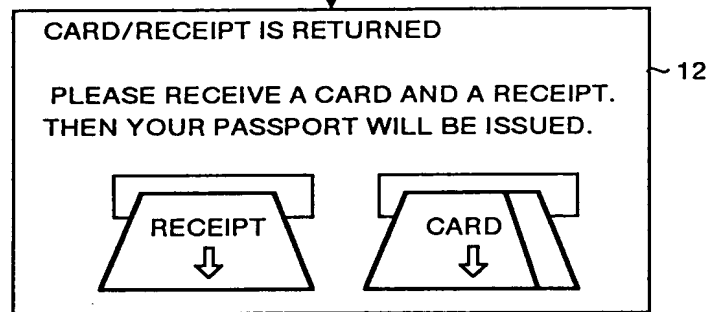 CARD/RECEIPT IS RETURNED
12
PLEASE RECEIVE A CARD AND A RECEIPT.
THEN YOUR PASSPORT WILL BE ISSUED.
RECEIPT CARD